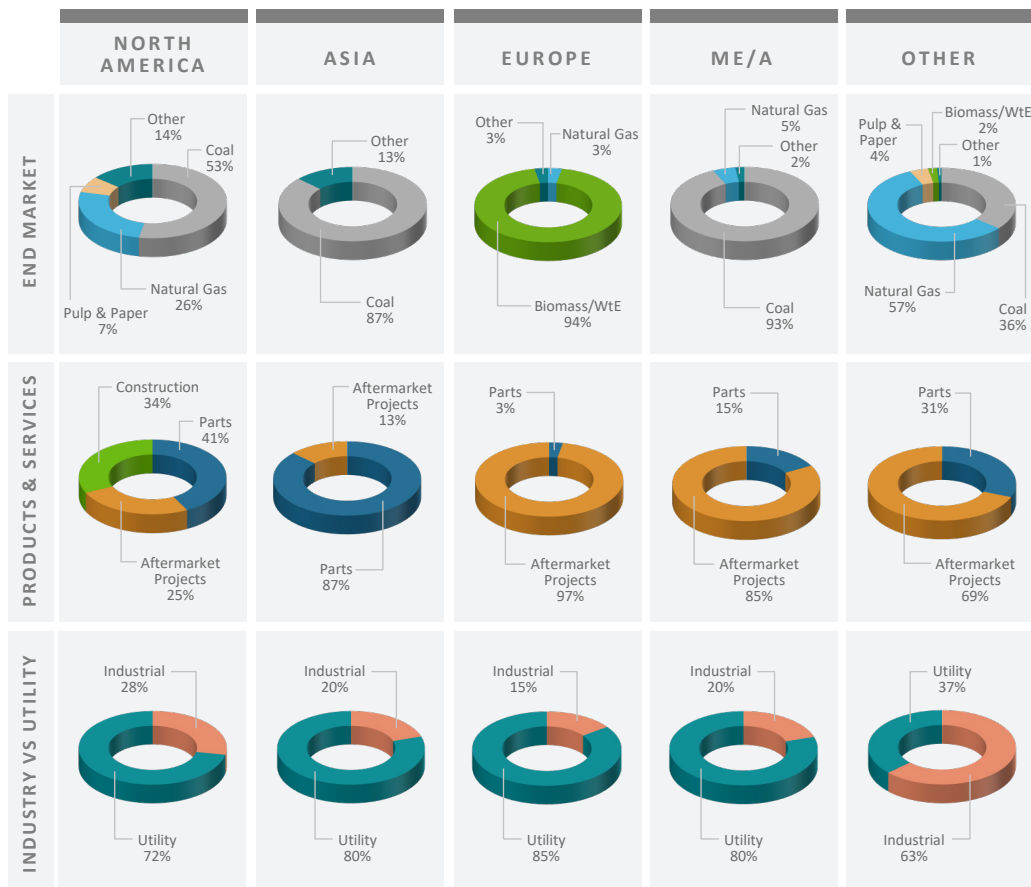 NORTH
AMERICA
ASIA
EUROPE
ME/A
OTHER
END MARKET
Other
14%
Coal
53%
Natural Gas
26%
Pulp & Paper
7%
Other
13%
Coal
87%
Other
3%
Natural Gas
3%
Biomass/WtE
94%
Natural Gas
5%
Other
2%
Coal
93%
Biomass/WtE
2%
Pulp &
Paper
4%
Other
1%
Natural Gas
57%
Coal
36%
PRODUCTS & SERVICES
Construction
34%
Parts
41%
Aftermarket
Projects
25%
Aftermarket
Projects
13%
Parts
87%
Parts
3%
Aftermarket
Projects
97%
Parts
15%
Aftermarket
Projects
85%
Parts
31%
Aftermarket
Projects
69%
INDUSTRY VS UTILITY
Industrial
28%
Utility
72%
Industrial
20%
Utility
80%
Industrial
15%
Utility
85%
Industrial
20%
Utility
80%
Utility
37%
Industrial
63%